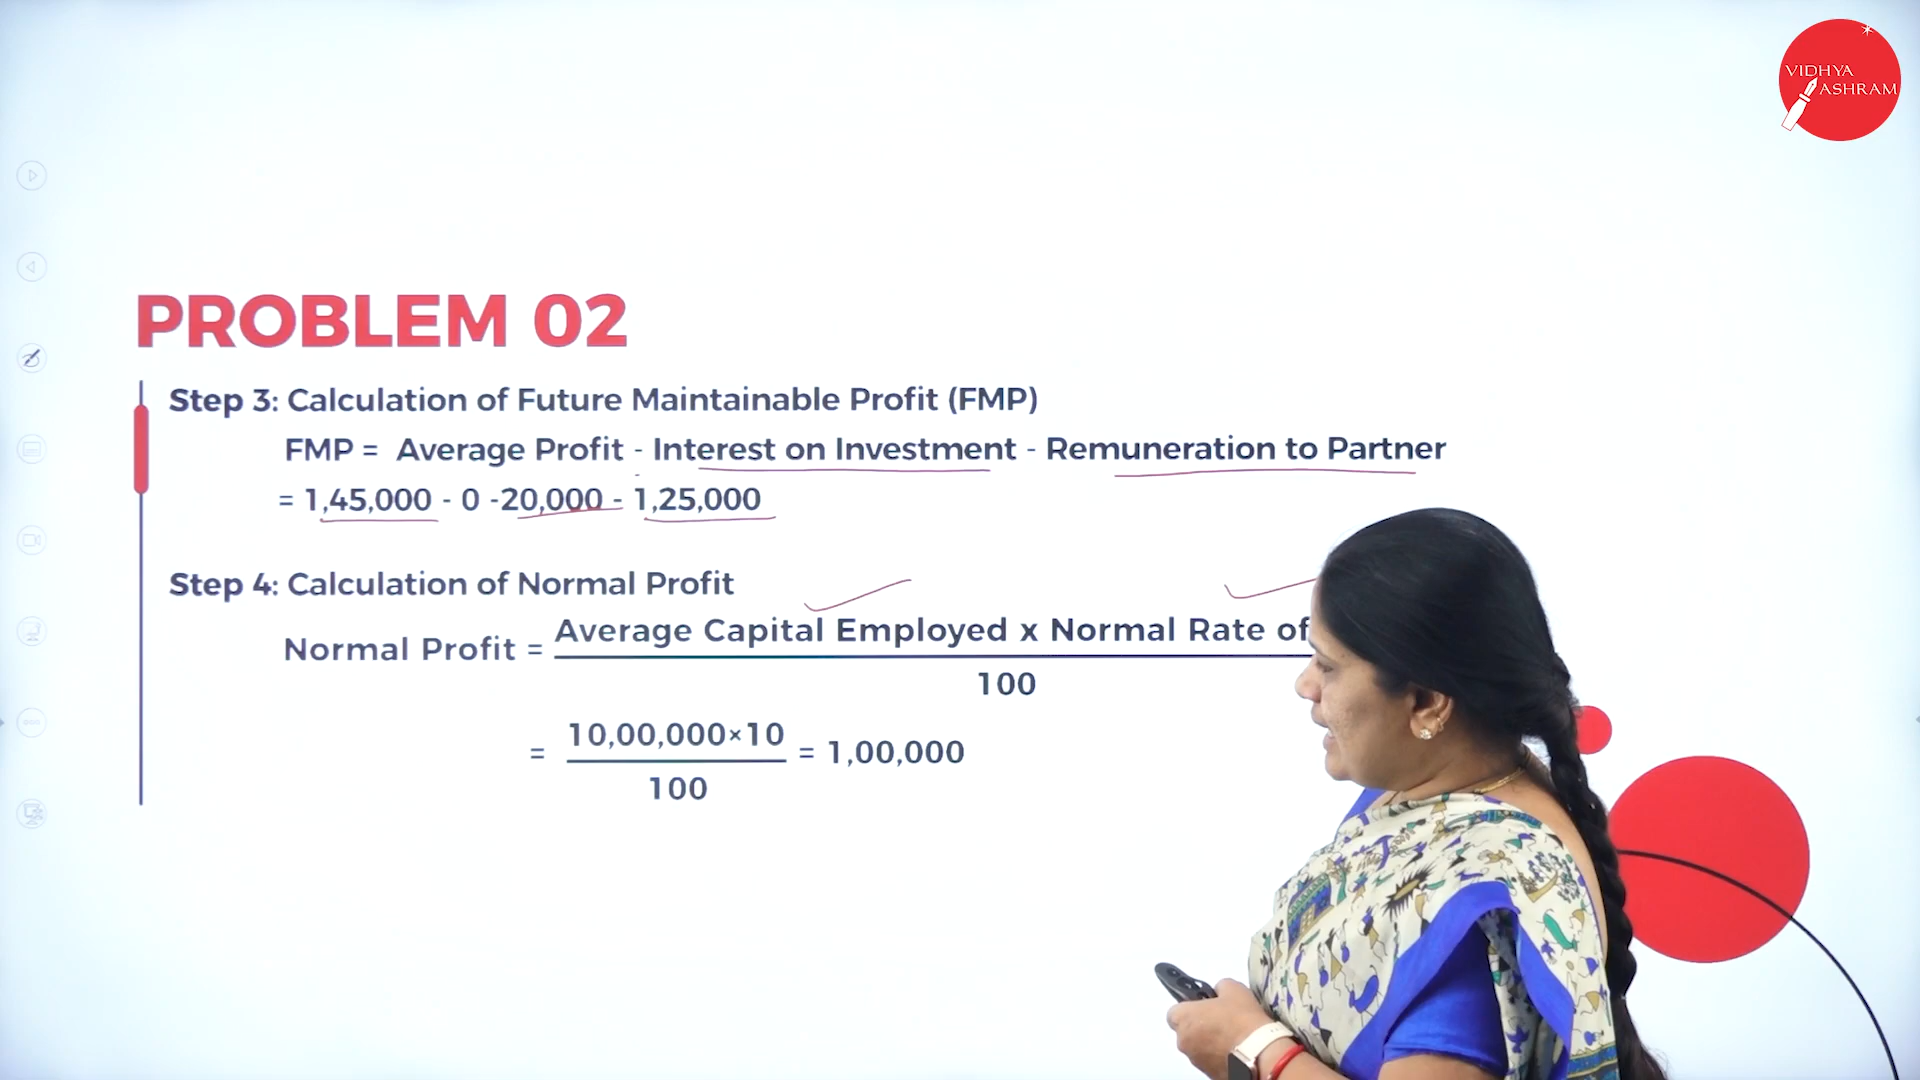 VIDHYA
ASHRAM
PROBLEM 02
Step 3: Calculation of Future Maintainable Profit (FMP)
FMP = Average Profit - Interest on Investment - Remuneration to Partner
= 1,45,000 - 0 -20,000 - 1,25,000
Step 4: Calculation of Normal Profit
Normal Profit = Average Capital Employed x Normal Rate of
100
= 10,00,000×10 = 1,00,000
100